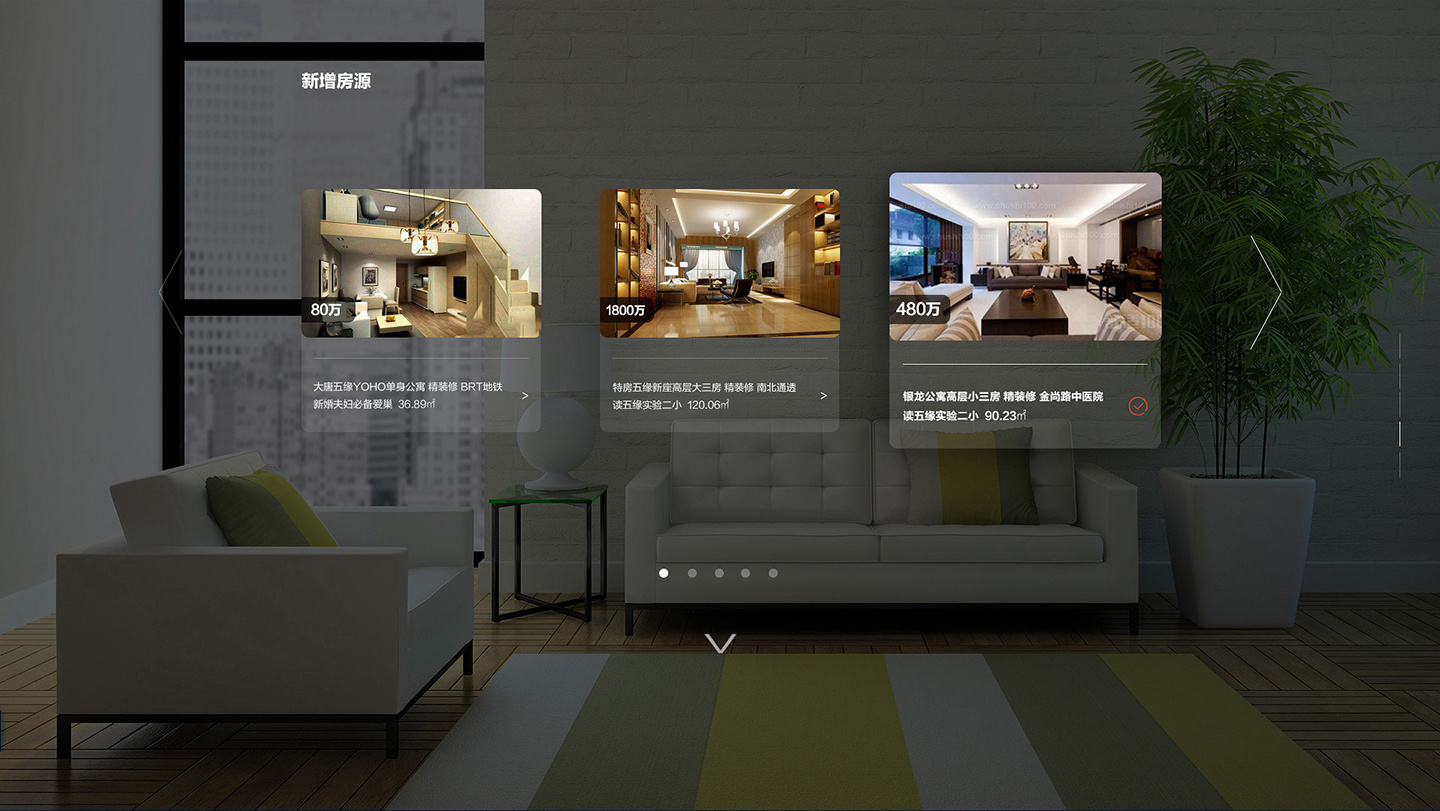 新增房源
80万
大唐五缘YOHO单身公寓 精装修 BRT地铁
新婚夫妇必备爱巢 36.89㎡
>
1800万
特房五缘新座高层大三房 精装修 南北通透
读五缘实验二小 120.06㎡
>
480万
银龙公寓高层小三房 精装修 金尚路中医院
读五缘实验二小 90.23㎡